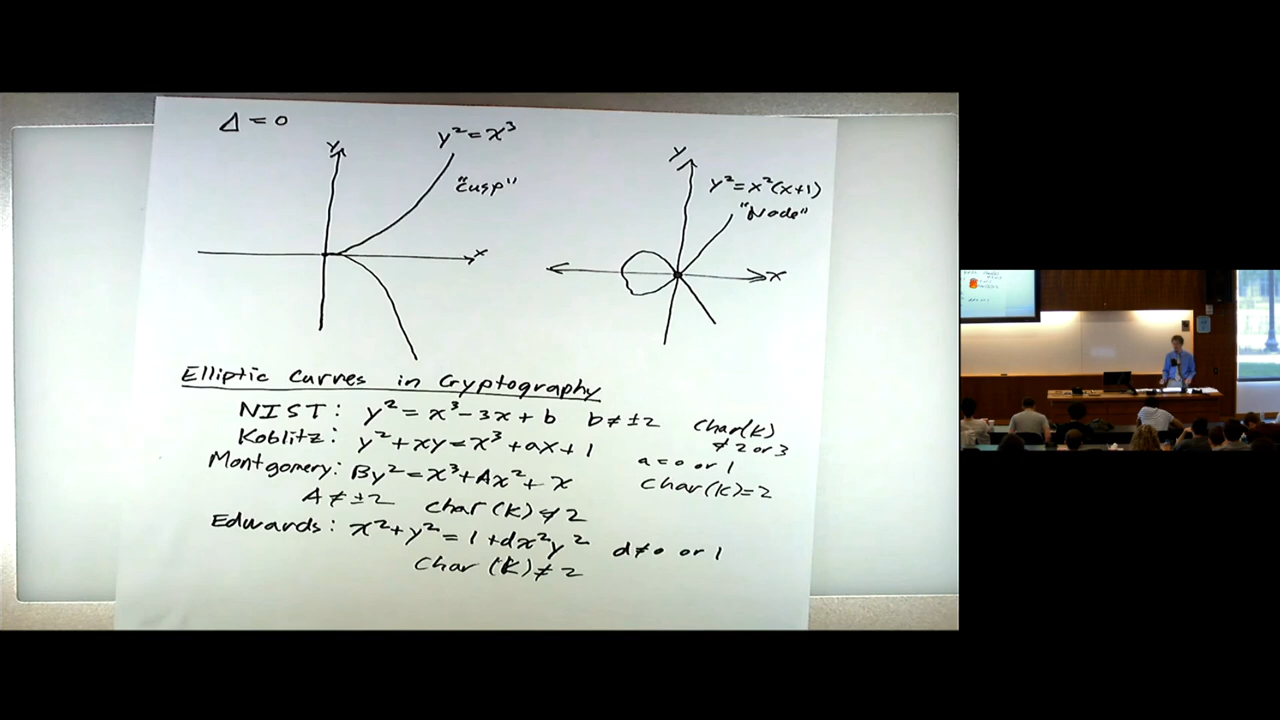 Δ = 0
y
y² = x³
"Cusp"
x
y
y² = x²(x+1)
"Node"
x
Elliptic Curves in Cryptography
NIST: y² = x³ - 3x + b b ≠ ±2 char(K) ≠ 2 or 3
Koblitz: y² + xy = x³ + ax + 1 a = 0 or 1 char(K) = 2
Montgomery: By² = x³ + Ax² + x
A ≠ ±2 char(K) ≠ 2
Edwards: x² + y² = 1 + dx²y² d ≠ 0 or 1
char(K) ≠ 2